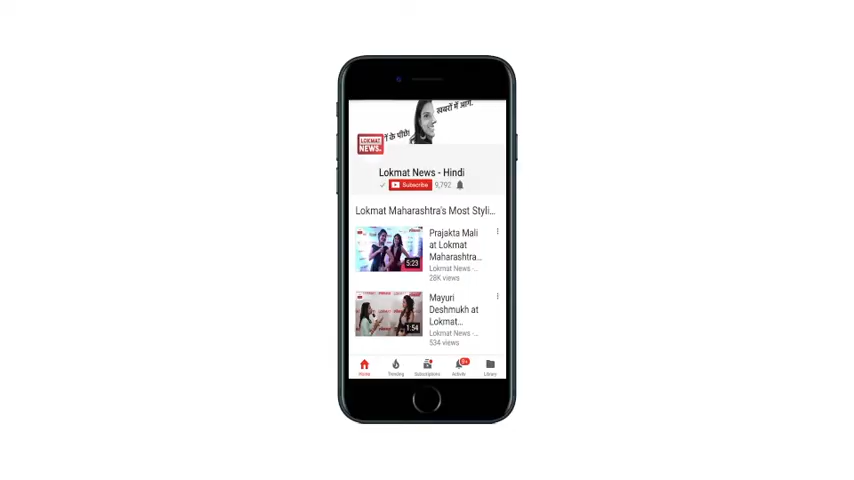 खबरों में आगे,
के पीछे!
LOKMAT
NEWS
Lokmat News - Hindi
Subscribe 9,792
Lokmat Maharashtra's Most Styli...
Prajakta Mali
at Lokmat
Maharashtra...
Lokmat News -...
28K views
5:23
Mayuri
Deshmukh at
Lokmat...
Lokmat News -...
534 views
1:54
9+
Home Trending Subscriptions Activity Library